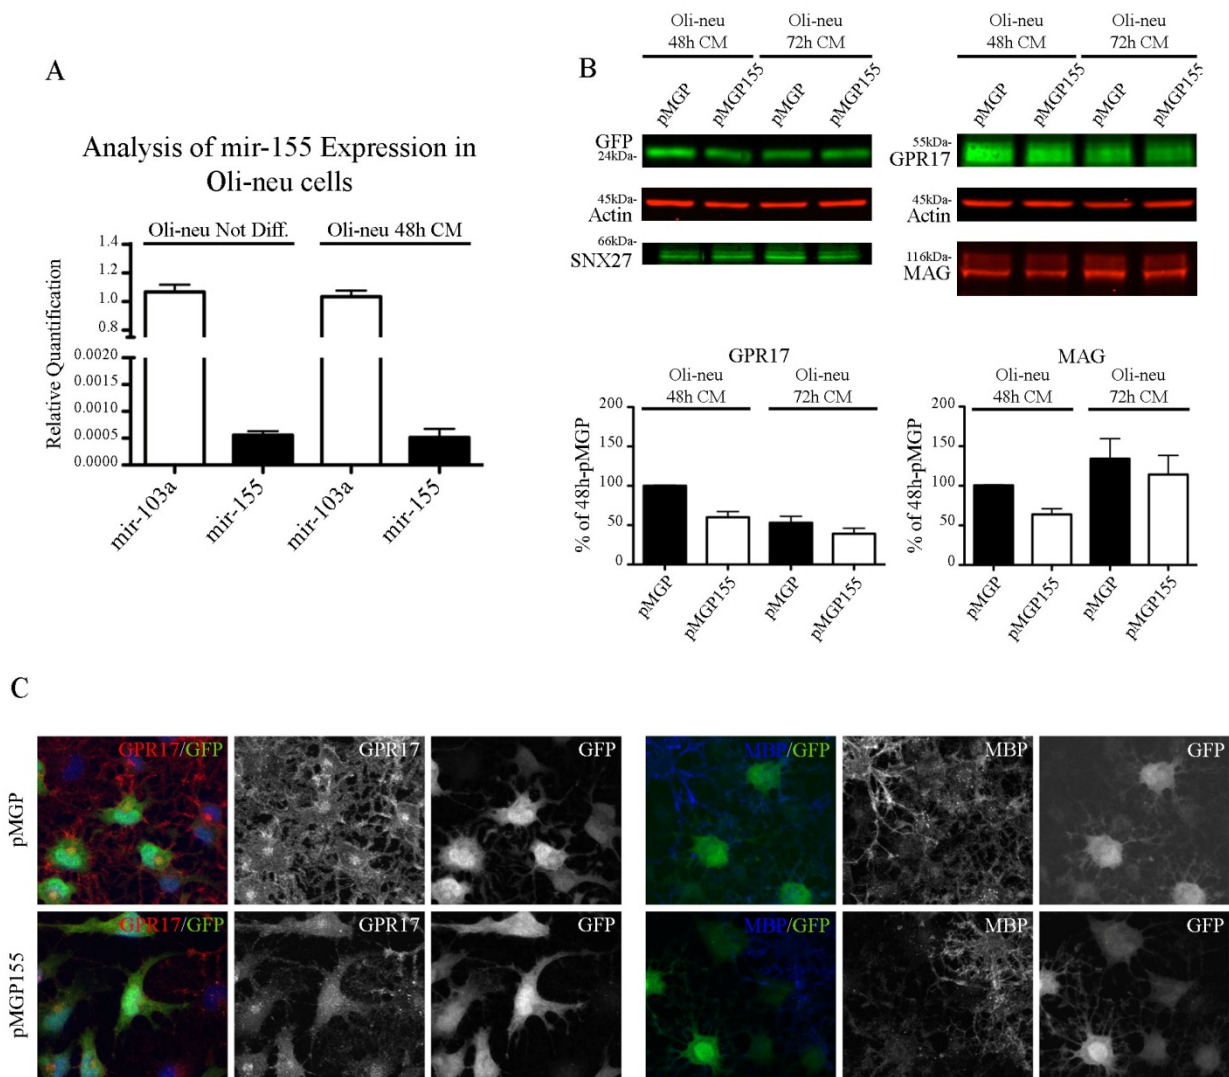 A
Analysis of mir-155 Expression in
Oli-neu cells
Oli-neu Not Diff.
Oli-neu 48h CM
Relative Quantification
1.4
1.2
1.0
0.8
0.0020
0.0015
0.0010
0.0005
0.0000
mir-103a
mir-155
mir-103a
mir-155
B
Oli-neu
48h CM
Oli-neu
72h CM
pMGP
pMGP155
pMGP
pMGP155
GFP
24kDa-
45kDa-
Actin
66kDa-
SNX27
Oli-neu
48h CM
Oli-neu
72h CM
pMGP
pMGP155
pMGP
pMGP155
55kDa-
GPR17
45kDa-
Actin
116kDa-
MAG
GPR17
Oli-neu
48h CM
Oli-neu
72h CM
% of 48h-pMGP
200
150
100
50
0
pMGP
pMGP155
pMGP
pMGP155
MAG
Oli-neu
48h CM
Oli-neu
72h CM
% of 48h-pMGP
200
150
100
50
0
pMGP
pMGP155
pMGP
pMGP155
C
pMGP
GPR17/GFP
GPR17
GFP
MBP/GFP
MBP
GFP
pMGP155
GPR17/GFP
GPR17
GFP
MBP/GFP
MBP
GFP